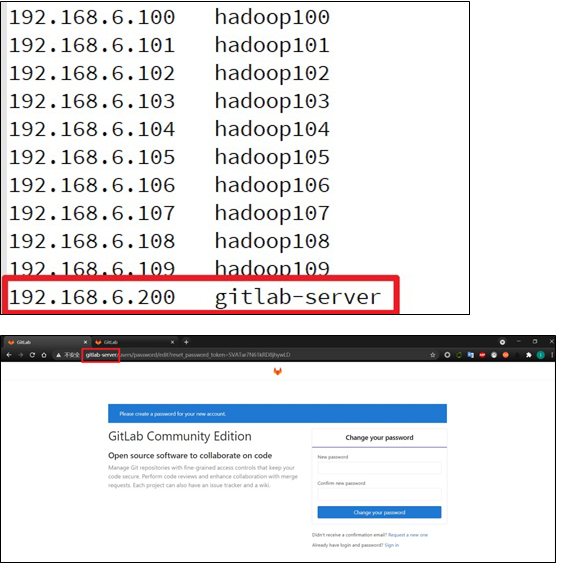 192.168.6.100 hadoop100
192.168.6.101 hadoop101
192.168.6.102 hadoop102
192.168.6.103 hadoop103
192.168.6.104 hadoop104
192.168.6.105 hadoop105
192.168.6.106 hadoop106
192.168.6.107 hadoop107
192.168.6.108 hadoop108
192.168.6.109 hadoop109
192.168.6.200 gitlab-server
GitLab GitLab
不安全 gitlab-server/users/password/edit?reset_password_token=
Please create a password for your new account.
GitLab Community Edition
Open source software to collaborate on code
Manage Git repositories with fine-grained access controls that keep your
code secure. Perform code reviews and enhance collaboration with merge
requests. Each project can also have an issue tracker and a wiki.
Change your password
New password
Confirm new password
Change your password
Didn't receive a confirmation email? Request a new one
Already have login and password? Sign in